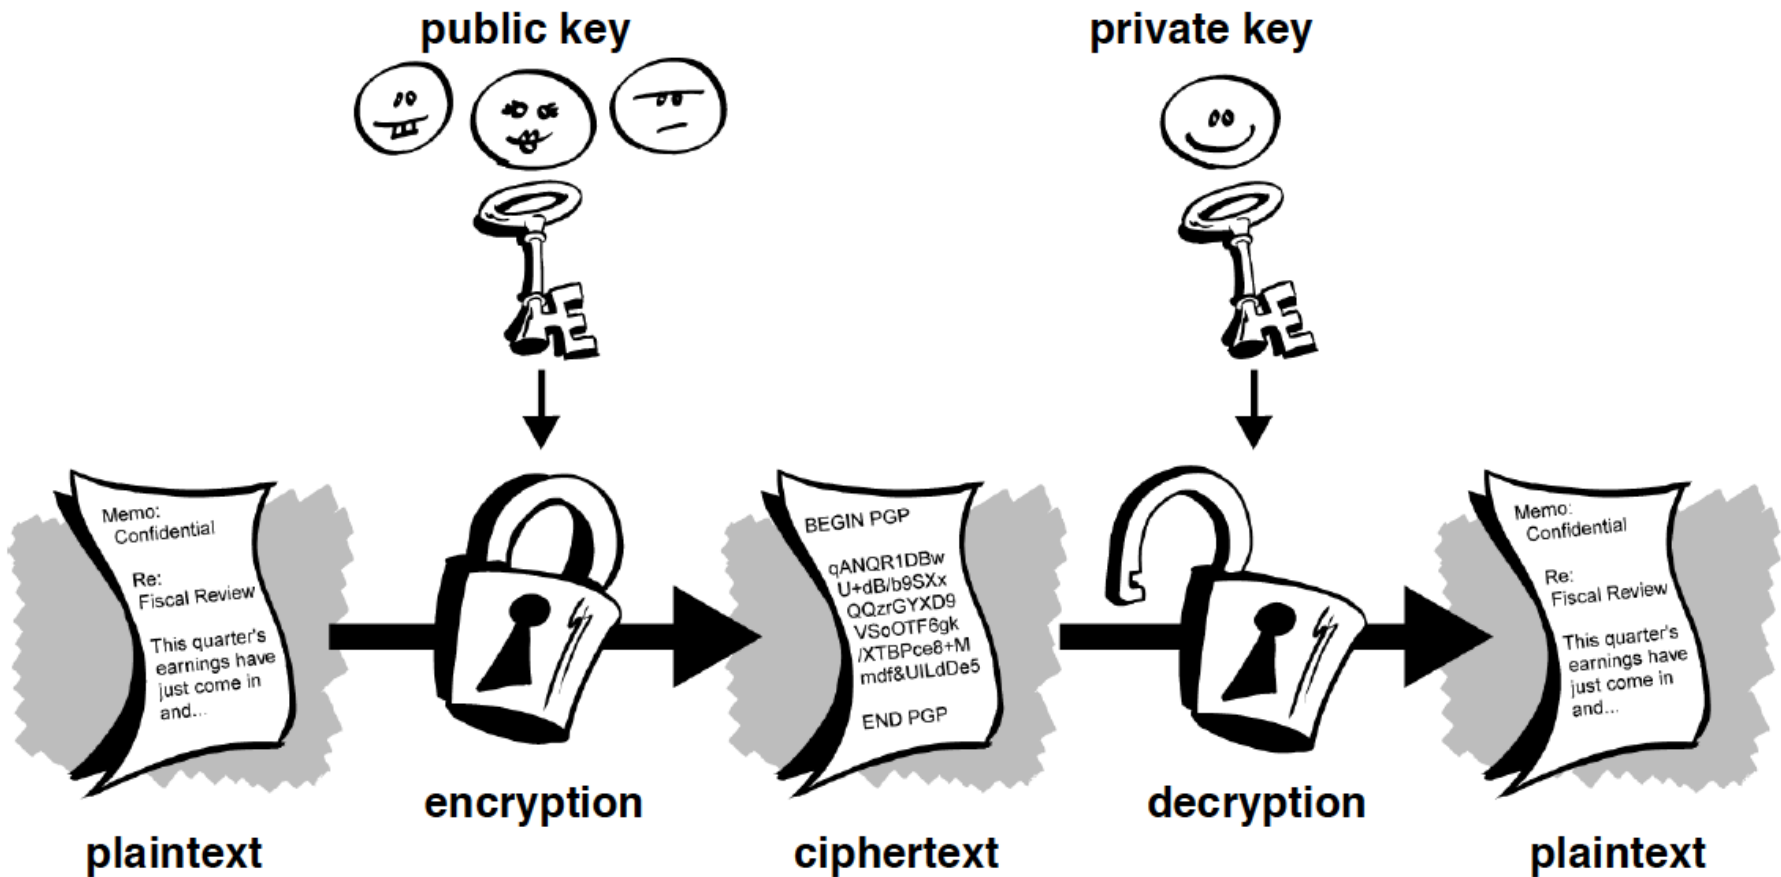 public key
private key
Memo:
Confidential
Re:
Fiscal Review
This quarter's
earnings have
just come in
and...
BEGIN PGP
qANQR1DBw
U+dB/b9SXx
QQzrGYXD9
VSoOTF6gk
/XTBPce8+M
mdf&UILdDe5
END PGP
Memo:
Confidential
Re:
Fiscal Review
This quarter's
earnings have
just come in
and...
encryption
decryption
plaintext
ciphertext
plaintext